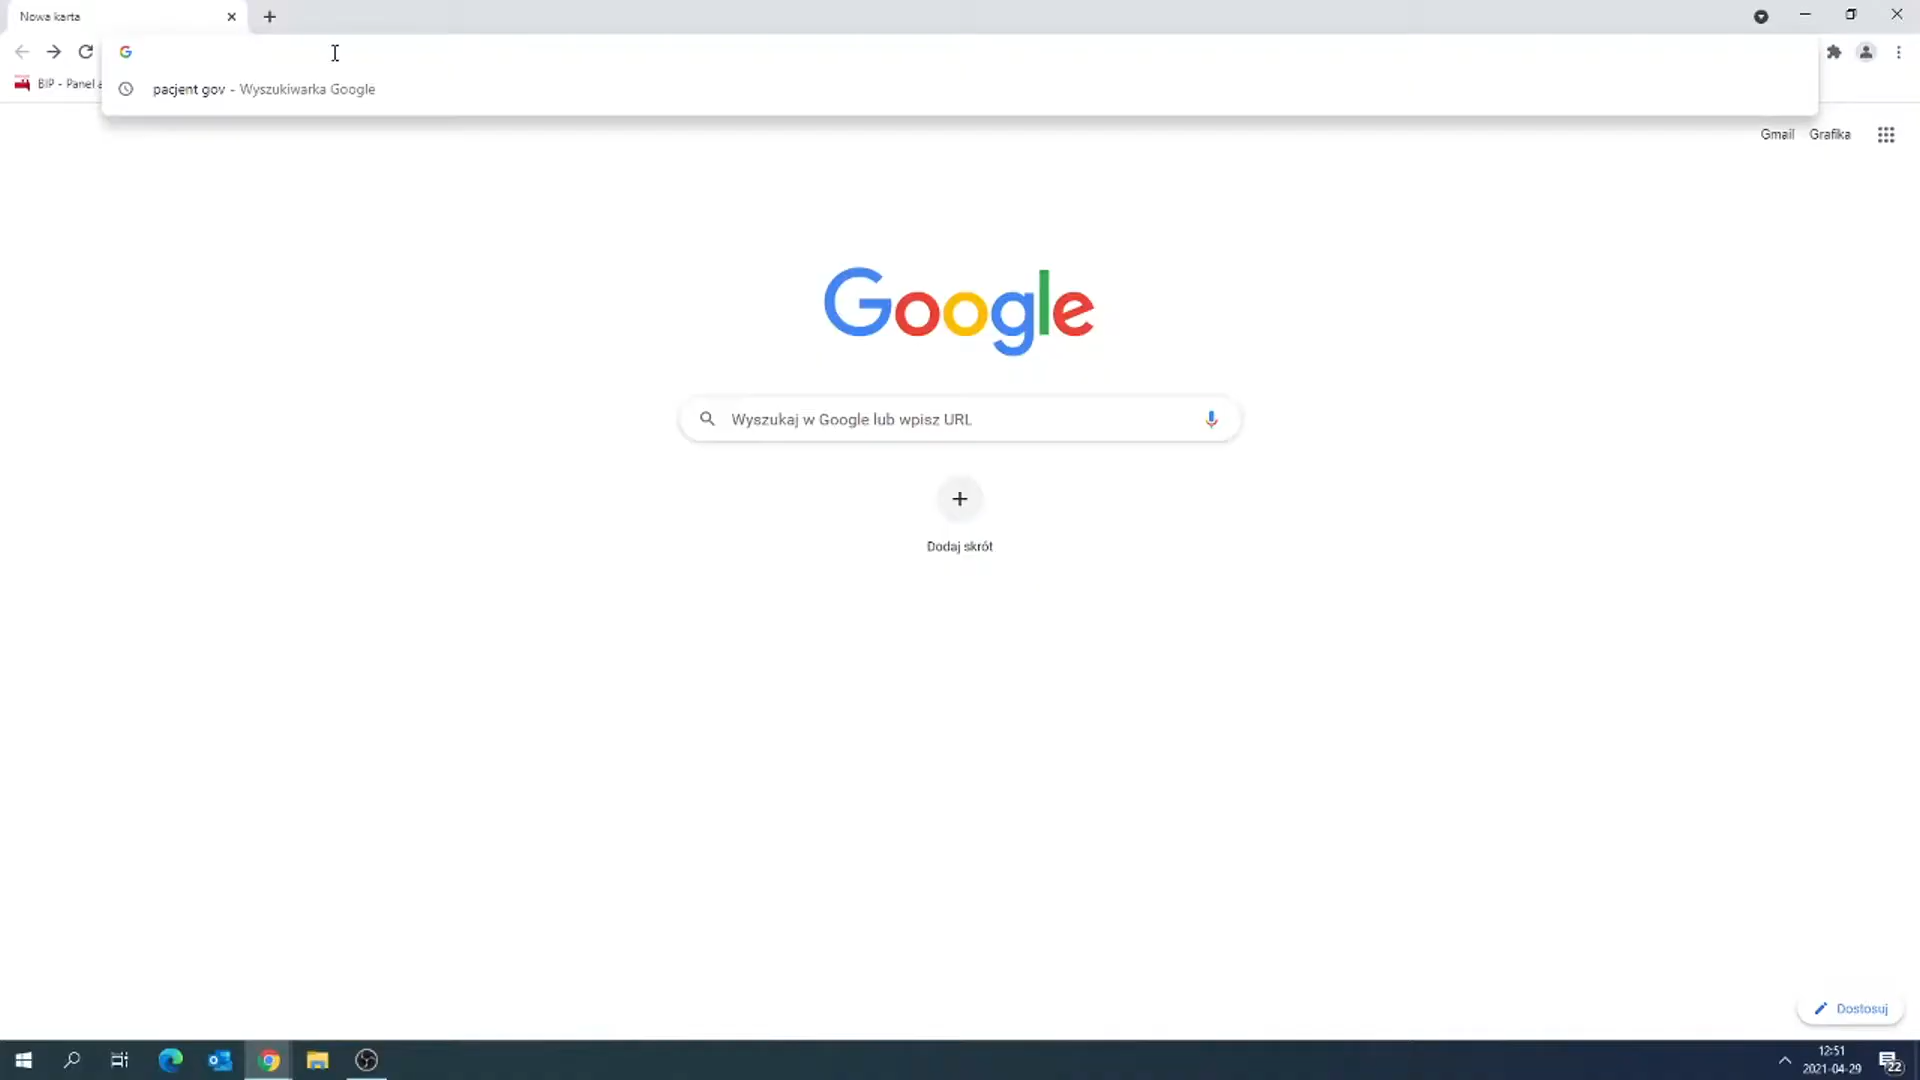 Nowa karta
BIP - Panel a
pacjent gov - Wyszukiwarka Google
Gmail Grafika
Google
Wyszukaj w Google lub wpisz URL
Dodaj skrót
Dostosuj
12:51
2021-04-29
22